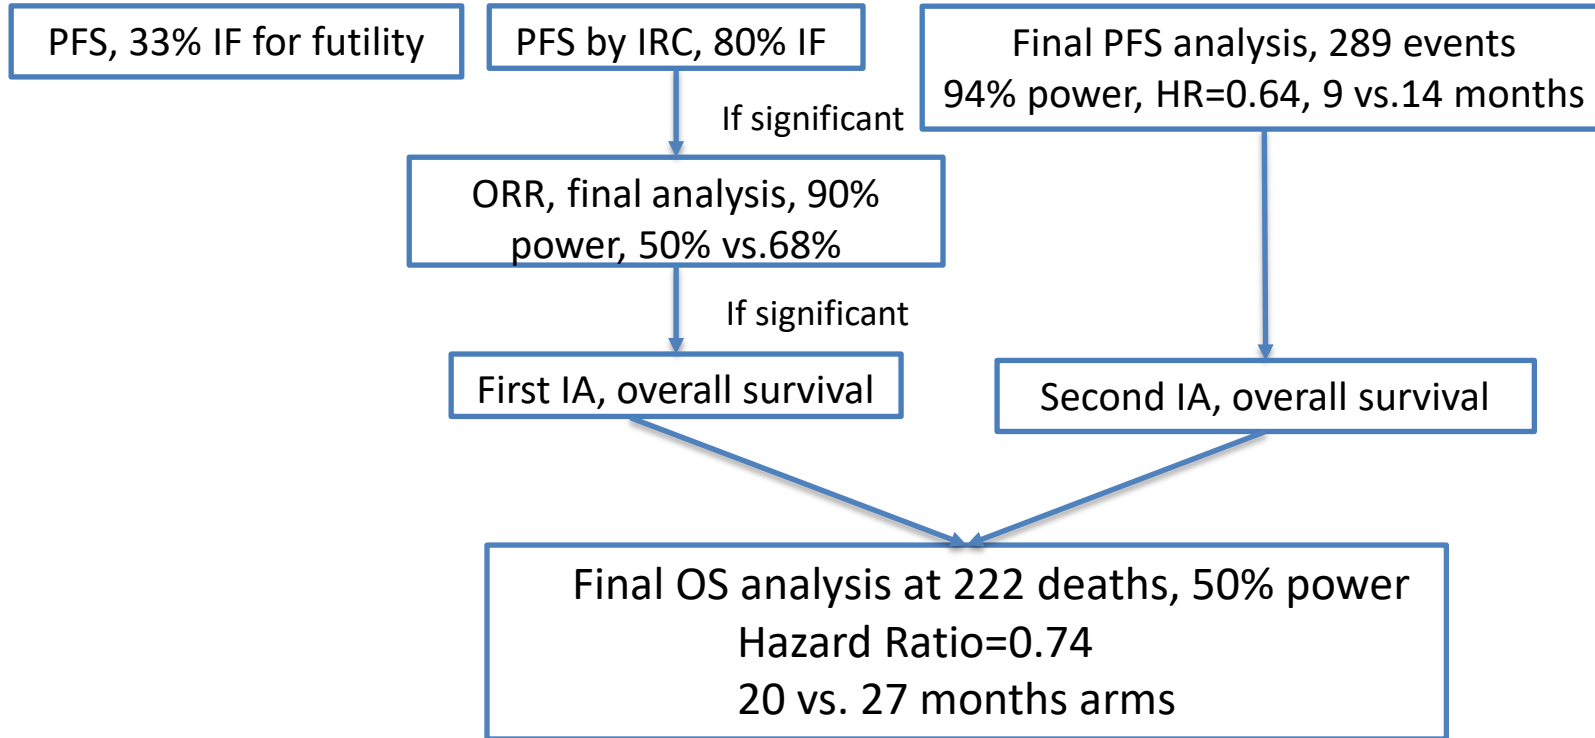 PFS, 33% IF for futility
PFS by IRC, 80% IF
Final PFS analysis, 289 events
94% power, HR=0.64, 9 vs.14 months
If significant
ORR, final analysis, 90%
power, 50% vs.68%
If significant
First IA, overall survival
Second IA, overall survival
Final OS analysis at 222 deaths, 50% power
Hazard Ratio=0.74
20 vs. 27 months arms